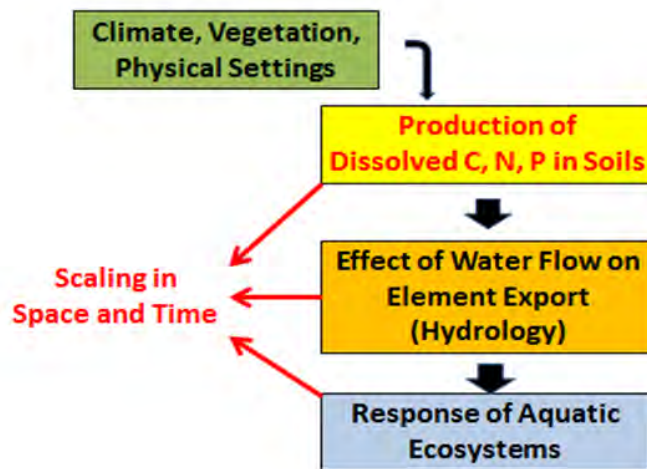 Climate, Vegetation,
Physical Settings
Production of
Dissolved C, N, P in Soils
Effect of Water Flow on
Element Export
(Hydrology)
Scaling in
Space and Time
Response of Aquatic
Ecosystems